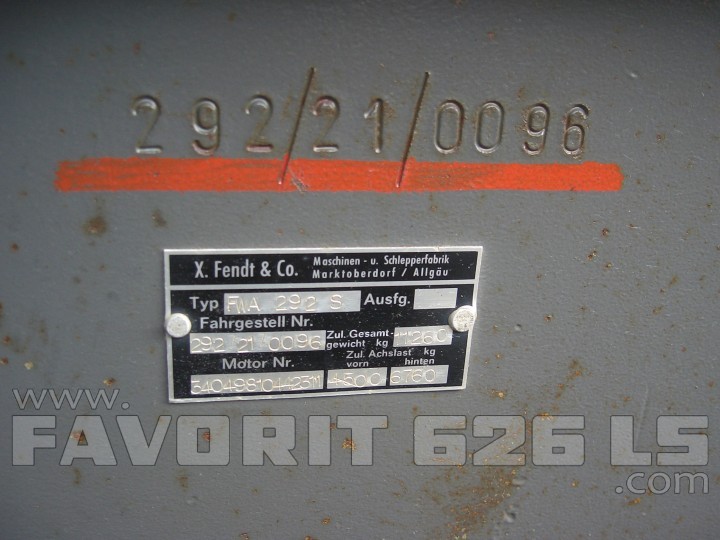 292/21/0096
X. Fendt & Co. Maschinen - u. Schlepperfabrik
Marktoberdorf / Allgäu
Typ 292 S Ausfg.
Fahrgestell Nr.
292 21 0096 Zul. Gesamt-
gewicht kg
Motor Nr. Zul. Achslast kg
vorn hinten
4500 6760
www.
FAVORIT 626 LS
.com